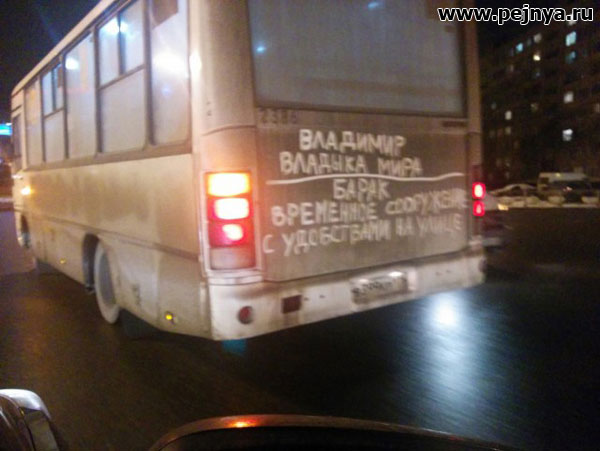 www.pejnya.ru
ВЛАДИМИР
ВЛАДЫКА МИРА
БАРАК
ВРЕМЕННОЕ СООРУЖЕНИЕ
С УДОБСТВАМИ НА УЛИЦЕ